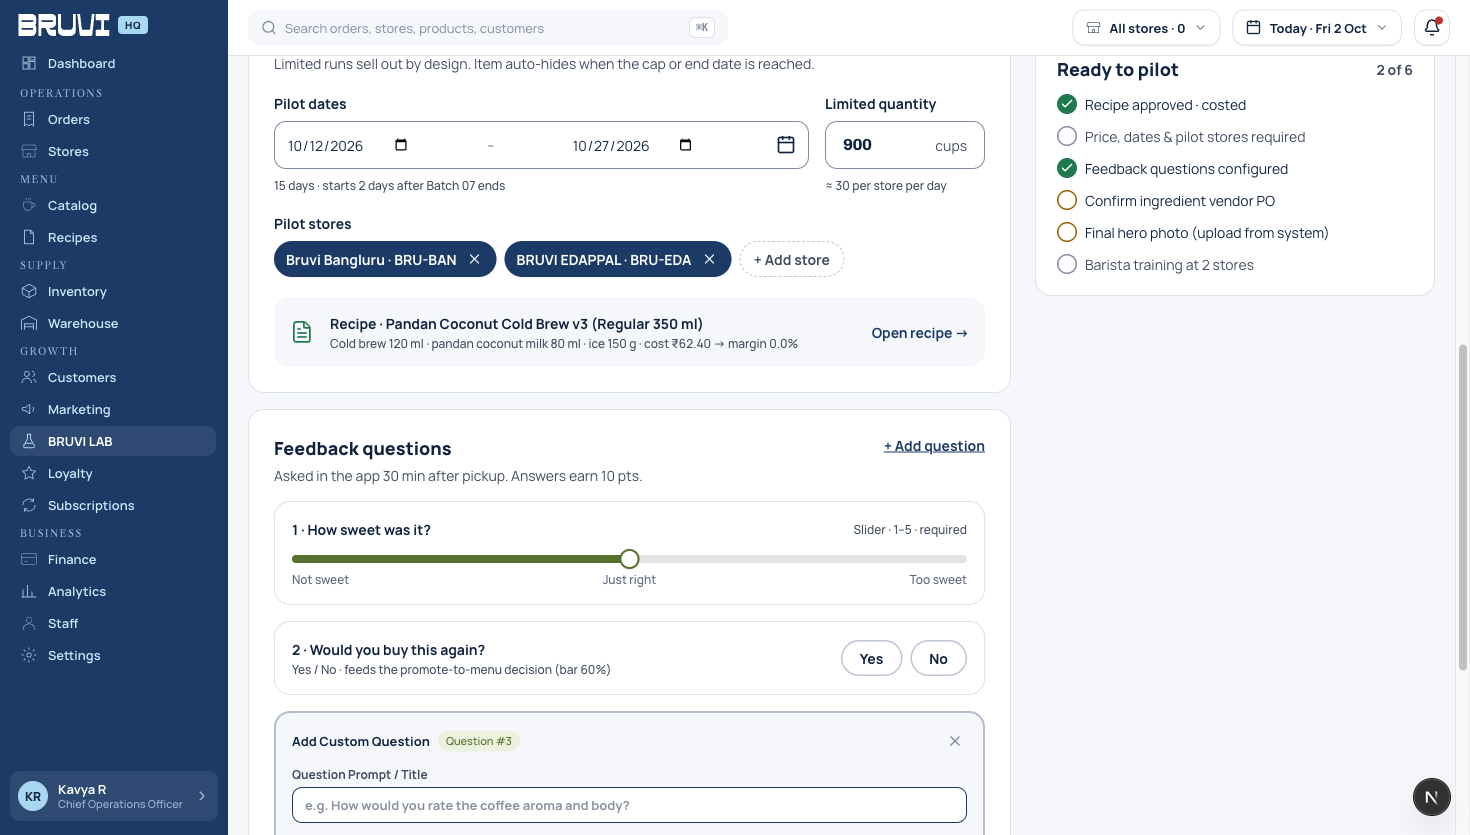 BRUVI HQ
Search orders, stores, products, customers
⌘K
All stores · 0
Today · Fri 2 Oct
Dashboard
OPERATIONS
Orders
Stores
MENU
Catalog
Recipes
SUPPLY
Inventory
Warehouse
GROWTH
Customers
Marketing
BRUVI LAB
Loyalty
Subscriptions
BUSINESS
Finance
Analytics
Staff
Settings
KR
Kavya R
Chief Operations Officer
Limited runs sell out by design. Item auto-hides when the cap or end date is reached.
Pilot dates
Limited quantity
10/12/2026 – 10/27/2026
900 cups
15 days · starts 2 days after Batch 07 ends
≈ 30 per store per day
Pilot stores
Bruvi Bangluru · BRU-BAN
BRUVI EDAPPAL · BRU-EDA
+ Add store
Recipe · Pandan Coconut Cold Brew v3 (Regular 350 ml)
Cold brew 120 ml · pandan coconut milk 80 ml · ice 150 g · cost ₹62.40 → margin 0.0%
Open recipe →
Feedback questions
+ Add question
Asked in the app 30 min after pickup. Answers earn 10 pts.
1 · How sweet was it?
Slider · 1–5 · required
Not sweet
Just right
Too sweet
2 · Would you buy this again?
Yes / No · feeds the promote-to-menu decision (bar 60%)
Yes
No
Add Custom Question
Question #3
Question Prompt / Title
e.g. How would you rate the coffee aroma and body?
Ready to pilot
2 of 6
Recipe approved · costed
Price, dates & pilot stores required
Feedback questions configured
Confirm ingredient vendor PO
Final hero photo (upload from system)
Barista training at 2 stores
N